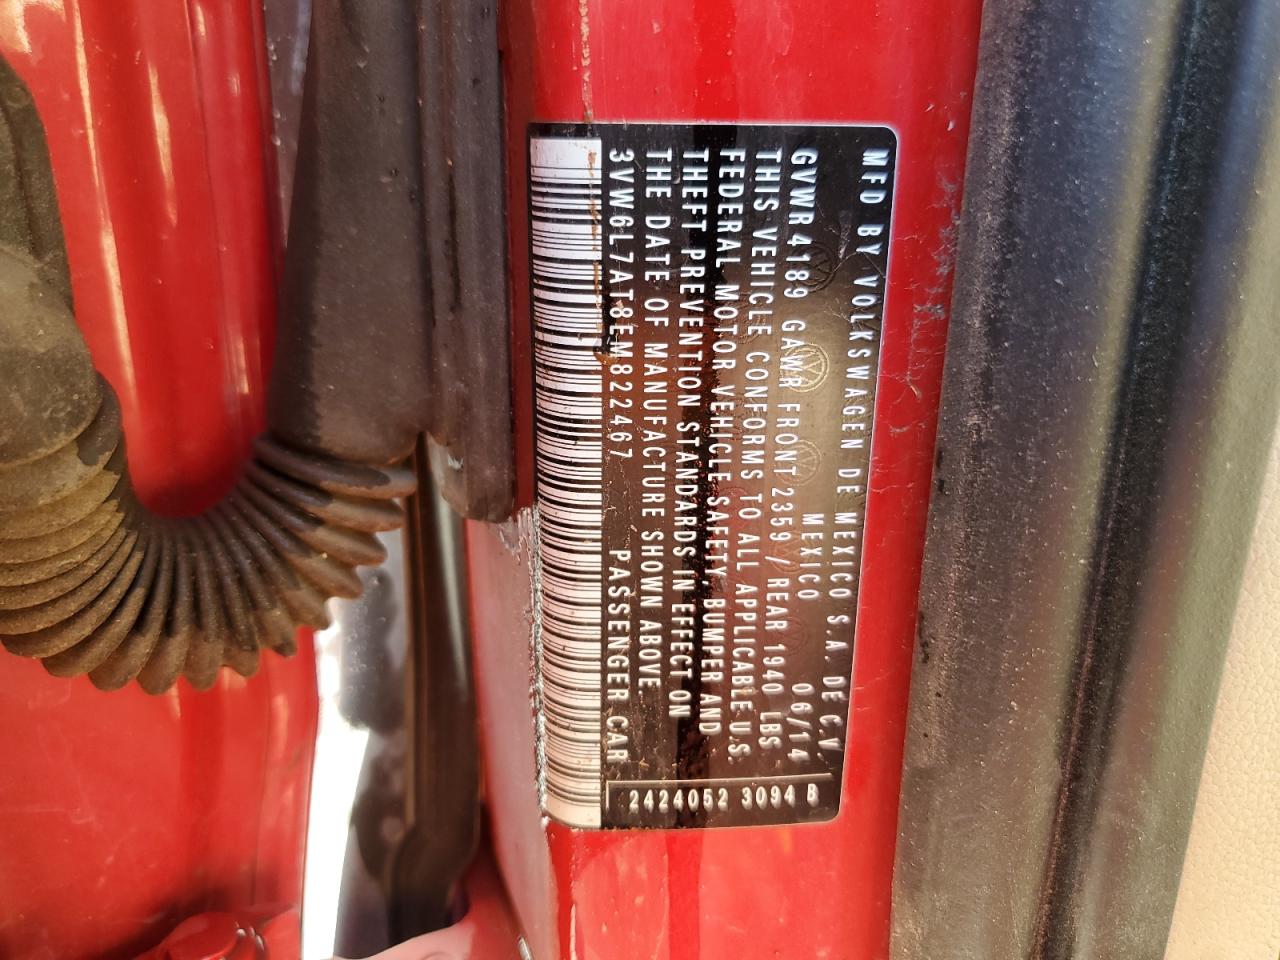 MFD BY VOLKSWAGEN DE MEXICO S.A. DE C.V.
MEXICO 06/14
GVWR4189 GAWR FRONT 2359/ REAR 1940 LBS
THIS VEHICLE CONFORMS TO ALL APPLICABLE U.S.
FEDERAL MOTOR VEHICLE SAFETY, BUMPER AND
THEFT PREVENTION STANDARDS IN EFFECT ON
THE DATE OF MANUFACTURE SHOWN ABOVE.
3VW6L7AT8EM822467 PASSENGER CAR
2424052 3094 B